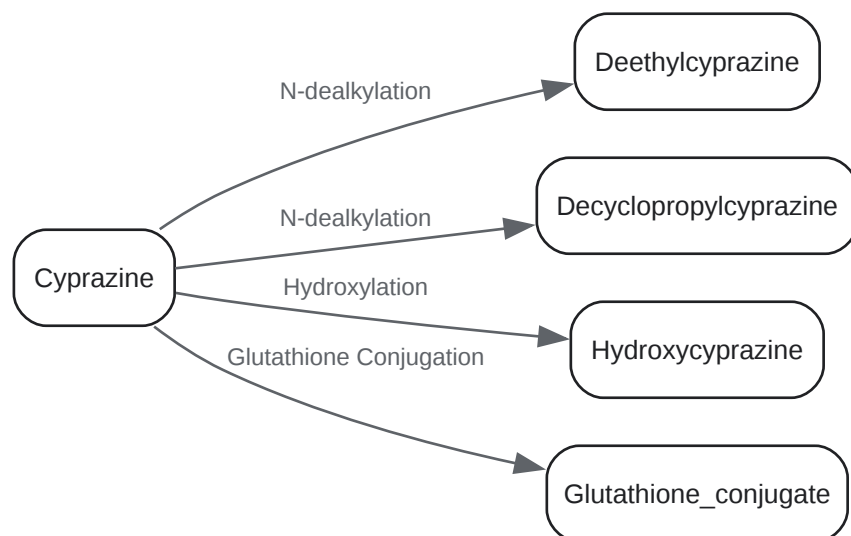 Deethylcyprazine
N-dealkylation
Decyclopropylcyprazine
N-dealkylation
Cyprazine
Hydroxylation
Hydroxycyprazine
Glutathione Conjugation
Glutathione_conjugate